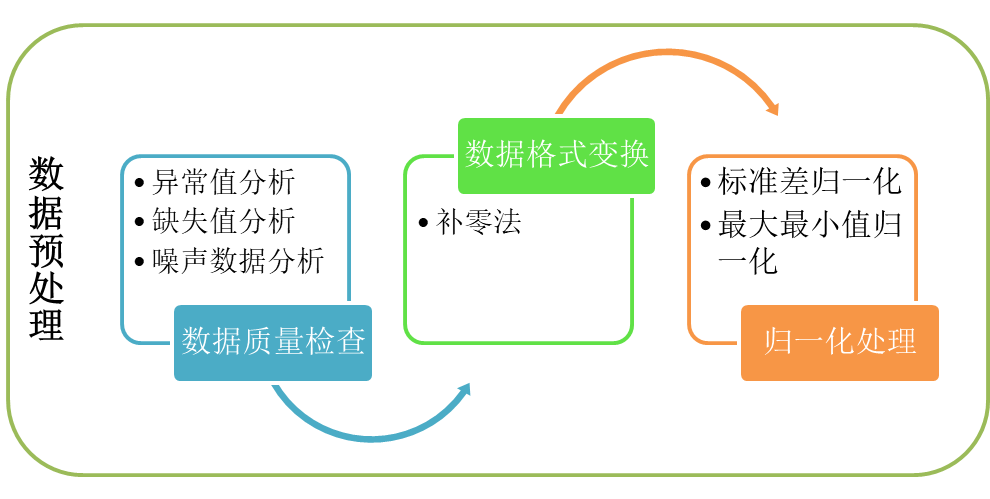 数据预处理
• 异常值分析
• 缺失值分析
• 噪声数据分析
数据质量检查
数据格式变换
• 补零法
• 标准差归一化
• 最大最小值归
一化
归一化处理